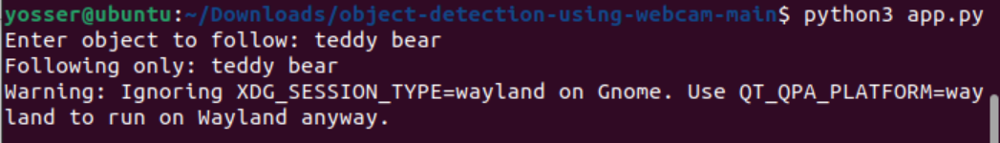 yosser@ubuntu:~/Downloads/object-detection-using-webcam-main$ python3 app.py
Enter object to follow: teddy bear
Following only: teddy bear
Warning: Ignoring XDG_SESSION_TYPE=wayland on Gnome. Use QT_QPA_PLATFORM=way
land to run on Wayland anyway.